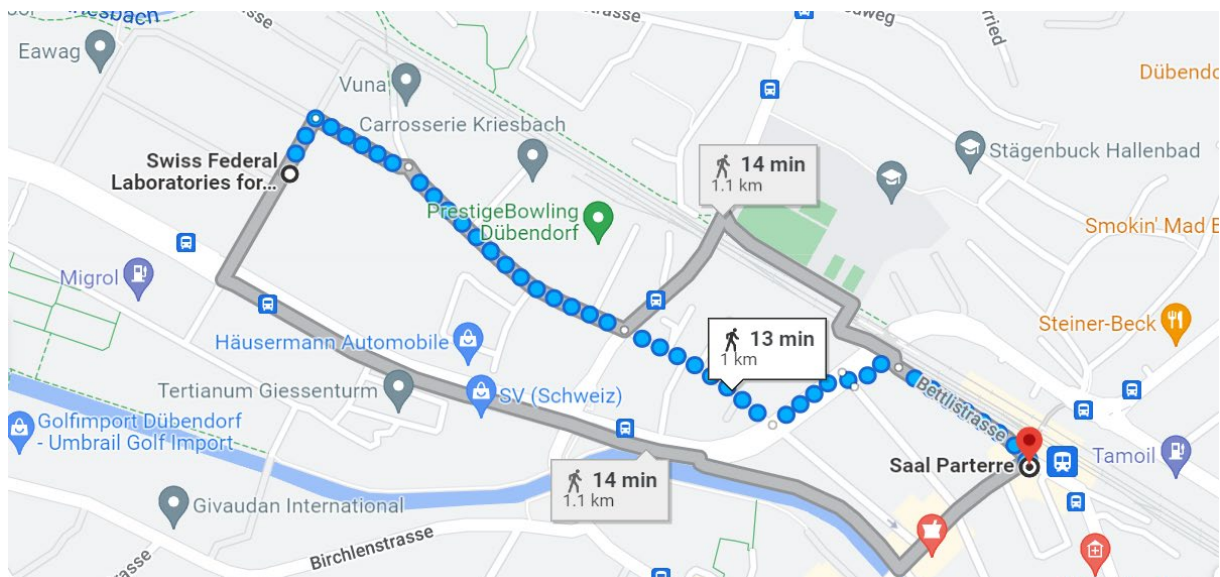 iesbach
Eawag
Vuna
Carrosserie Kriesbach
Swiss Federal
Laboratories for...
14 min
1.1 km
Stägenbuck Hallenbad
Dübendo
PrestigeBowling
Dübendorf
Smokin' Mad B
Migrol
13 min
1 km
Steiner-Beck
Häusermann Automobile
Tertianum Giessenturm
SV (Schweiz)
Bettlistrasse
Golfimport Dübendorf
- Umbrail Golf Import
Saal Parterre
Tamoil
14 min
1.1 km
Givaudan International
Birchlenstrasse